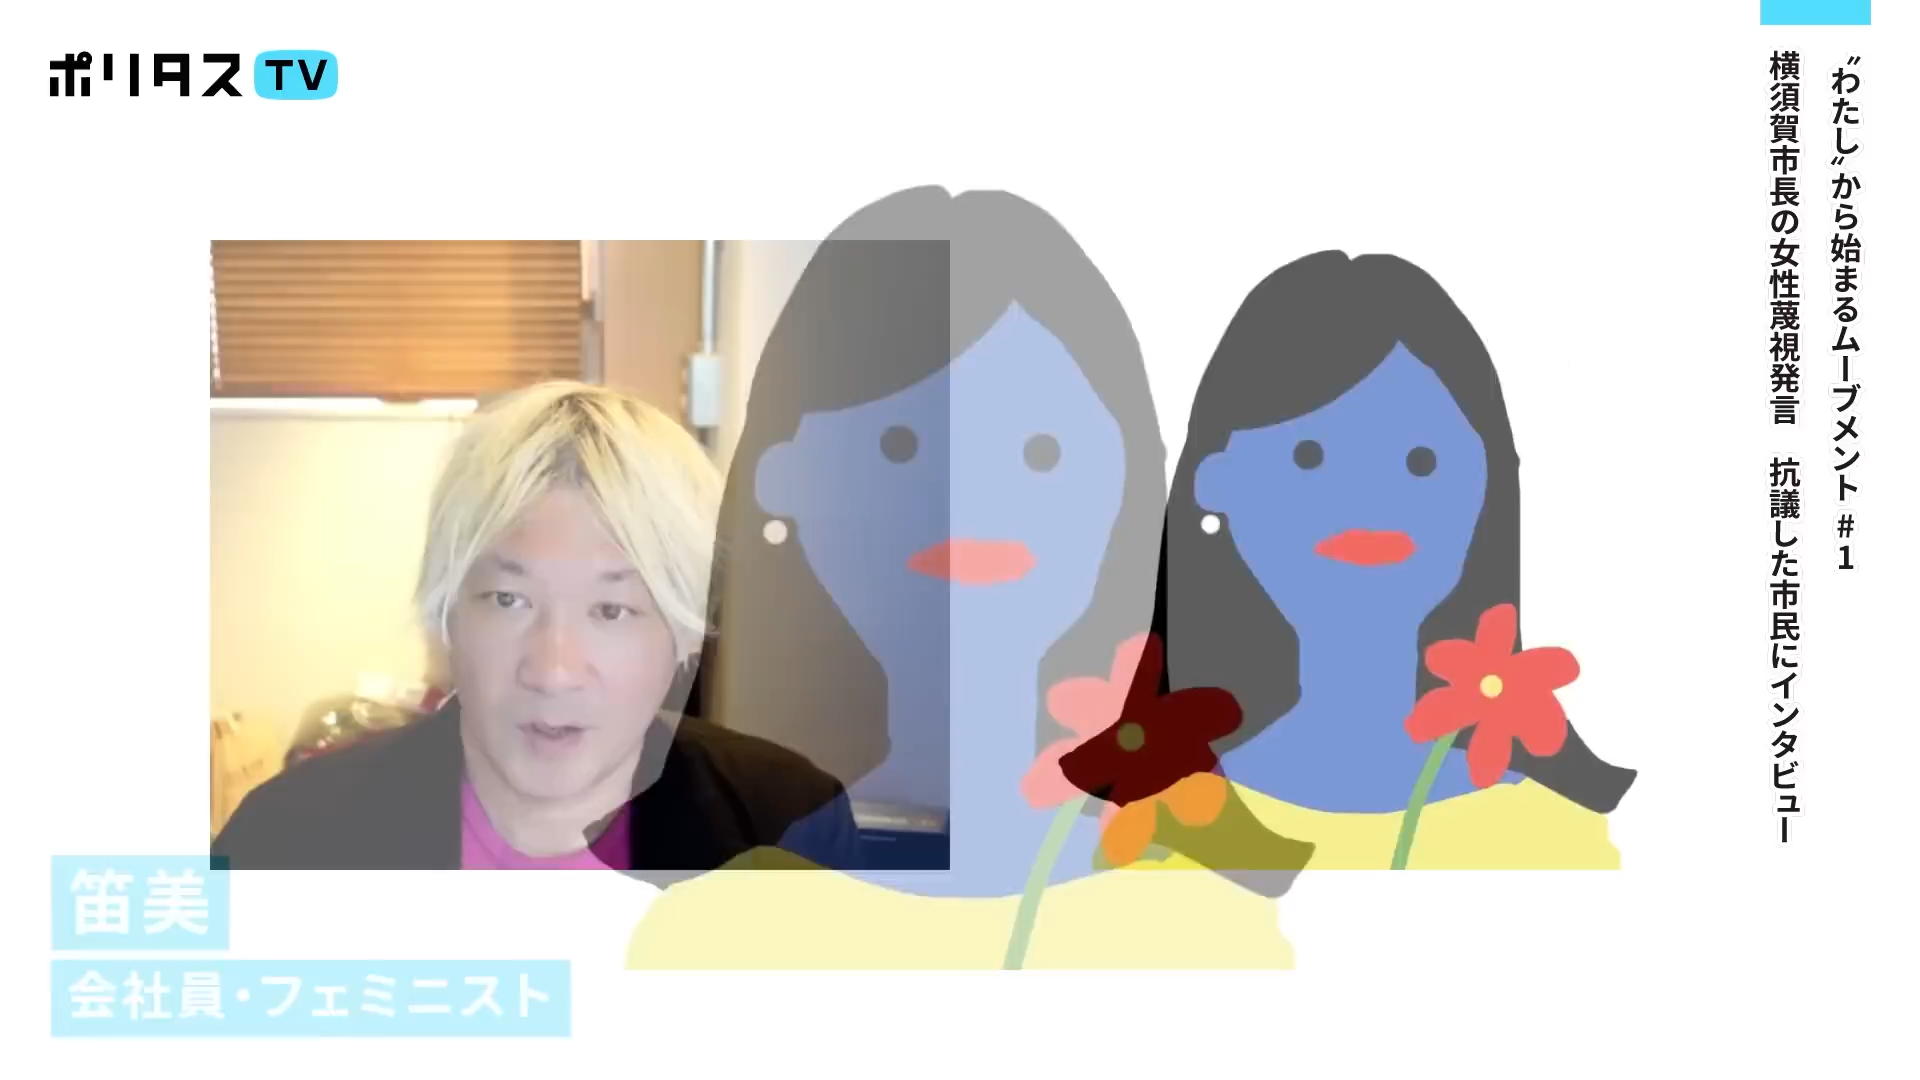 ポリタスTV
〝わたし〟から始まるムーブメント #1
横須賀市長の女性蔑視発言 抗議した市民にインタビュー
笛美
会社員・フェミニスト